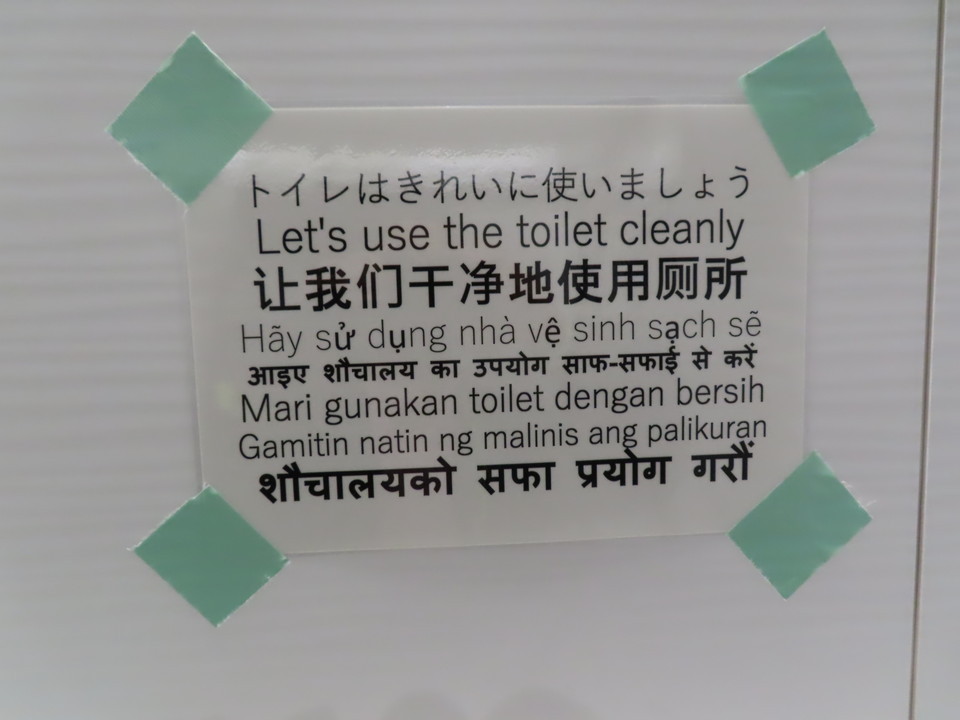 トイレはきれいに使いましょう
Let's use the toilet cleanly
让我们干净地使用厕所
Hãy sử dụng nhà vệ sinh sạch sẽ
आइए शौचालय का उपयोग साफ-सफाई से करें
Mari gunakan toilet dengan bersih
Gamitin natin ng malinis ang palikuran
शौचालयको सफा प्रयोग गरौं